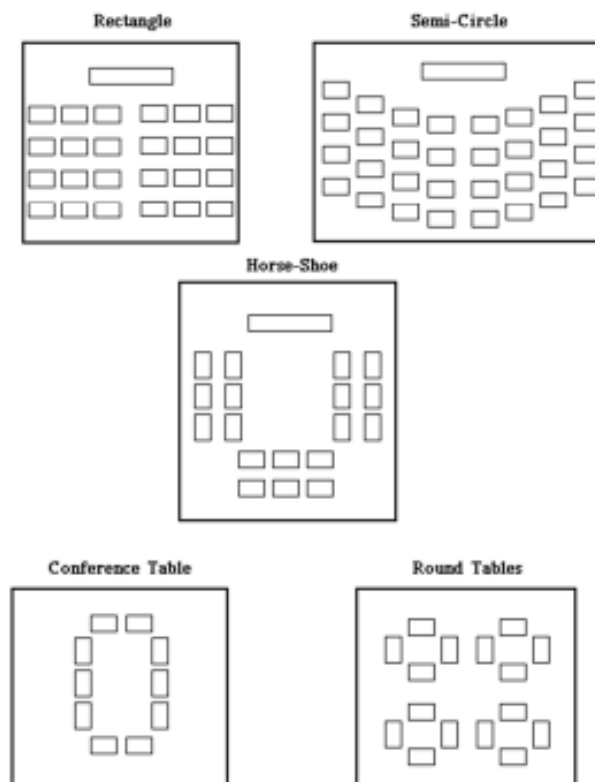 Rectangle
Semi-Circle
Horse-Shoe
Conference Table
Round Tables